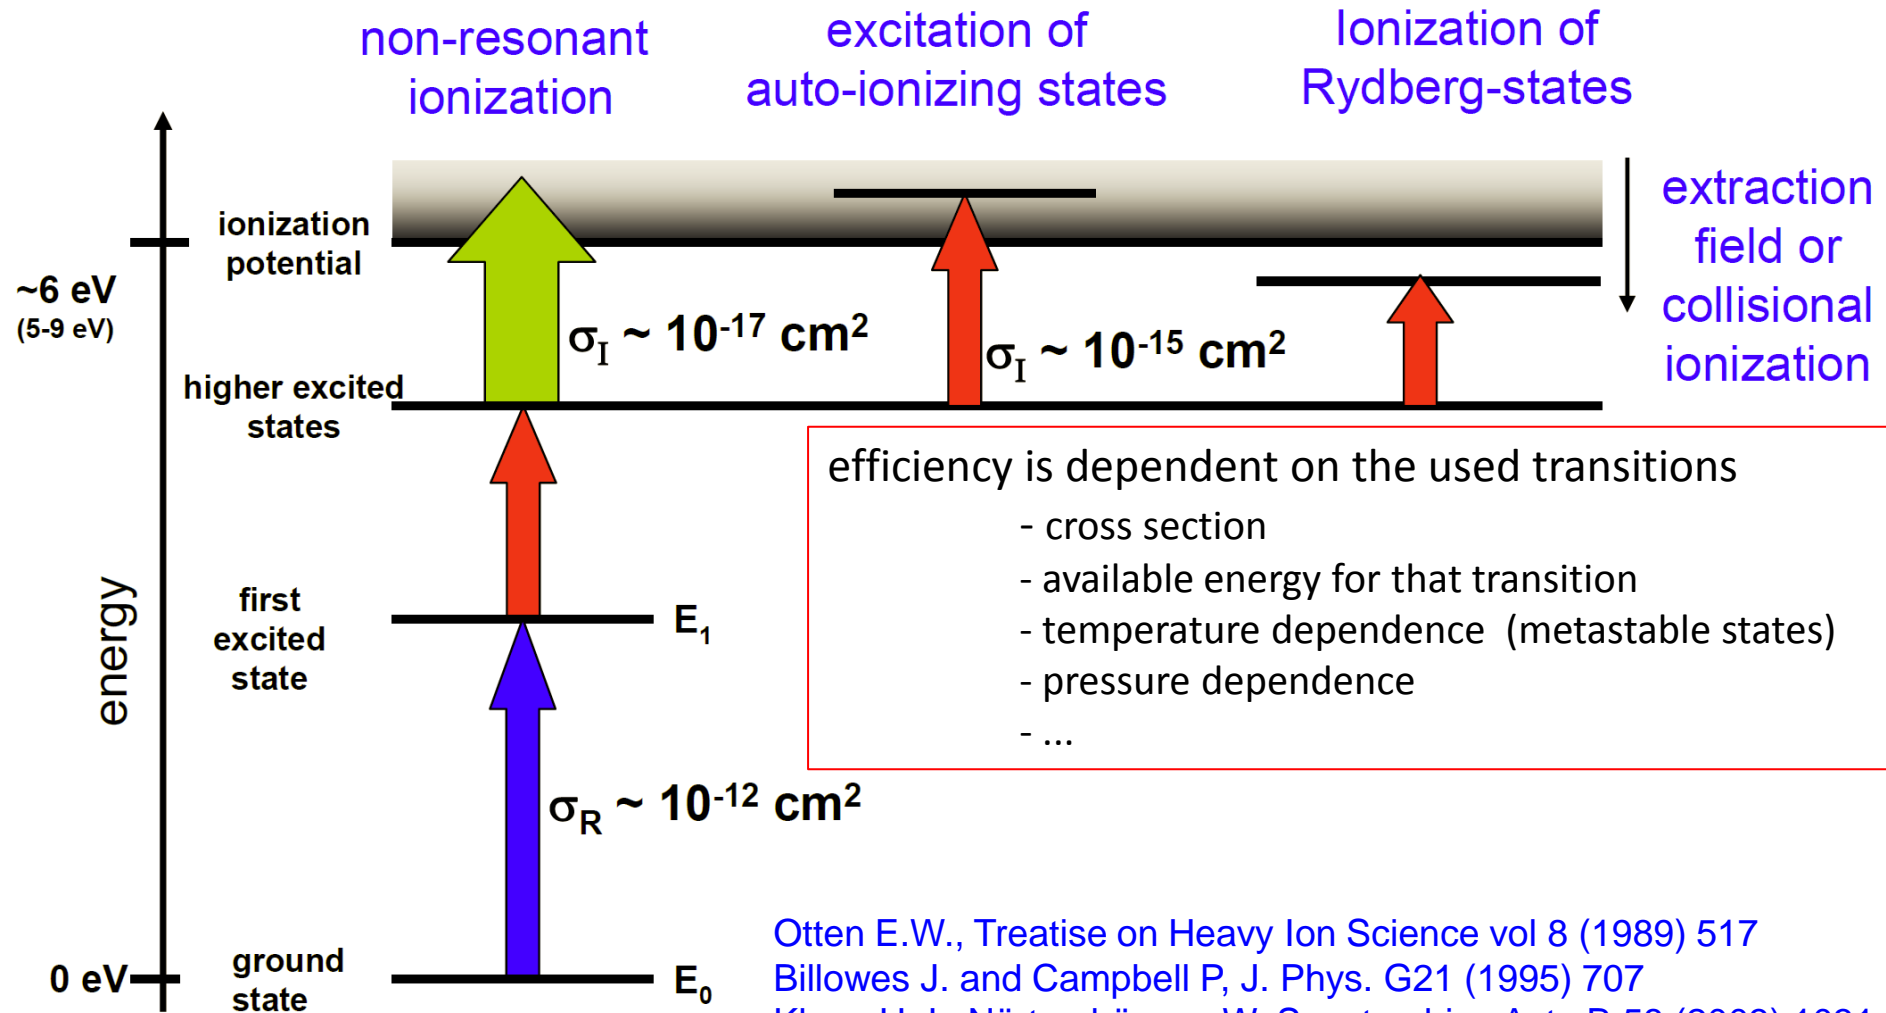 non-resonant
ionization
excitation of
auto-ionizing states
Ionization of
Rydberg-states
ionization
potential
~6 eV
(5-9 eV)
σI ~ 10-17 cm2
σI ~ 10-15 cm2
extraction
field or
collisional
ionization
higher excited
states
efficiency is dependent on the used transitions
- cross section
- available energy for that transition
- temperature dependence (metastable states)
- pressure dependence
- ...
energy
first
excited
state
E1
σR ~ 10-12 cm2
0 eV
ground
state
E0
Otten E.W., Treatise on Heavy Ion Science vol 8 (1989) 517
Billowes J. and Campbell P, J. Phys. G21 (1995) 707